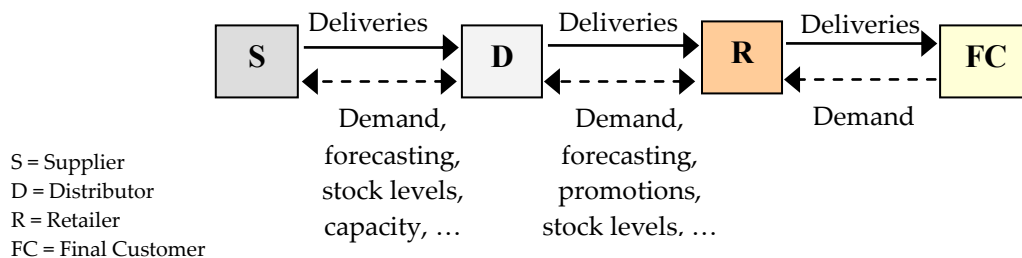 Deliveries
Deliveries
Deliveries
S
D
R
FC
Demand,
forecasting,
stock levels,
capacity, …
Demand,
forecasting,
promotions,
stock levels. …
Demand
S = Supplier
D = Distributor
R = Retailer
FC = Final Customer